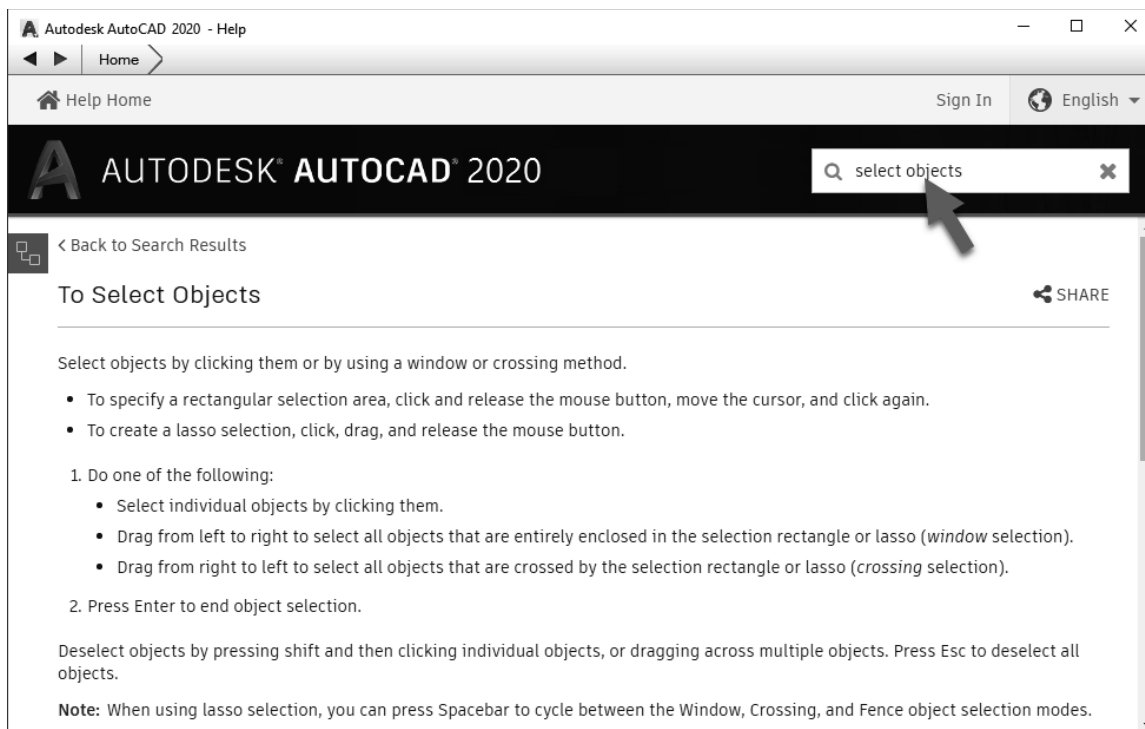 Autodesk AutoCAD 2020 - Help
Home
Help Home
Sign In
English
AUTODESK® AUTOCAD® 2020
select objects
< Back to Search Results
To Select Objects
SHARE
Select objects by clicking them or by using a window or crossing method.
• To specify a rectangular selection area, click and release the mouse button, move the cursor, and click again.
• To create a lasso selection, click, drag, and release the mouse button.
1. Do one of the following:
• Select individual objects by clicking them.
• Drag from left to right to select all objects that are entirely enclosed in the selection rectangle or lasso (window selection).
• Drag from right to left to select all objects that are crossed by the selection rectangle or lasso (crossing selection).
2. Press Enter to end object selection.
Deselect objects by pressing shift and then clicking individual objects, or dragging across multiple objects. Press Esc to deselect all
objects.
Note: When using lasso selection, you can press Spacebar to cycle between the Window, Crossing, and Fence object selection modes.